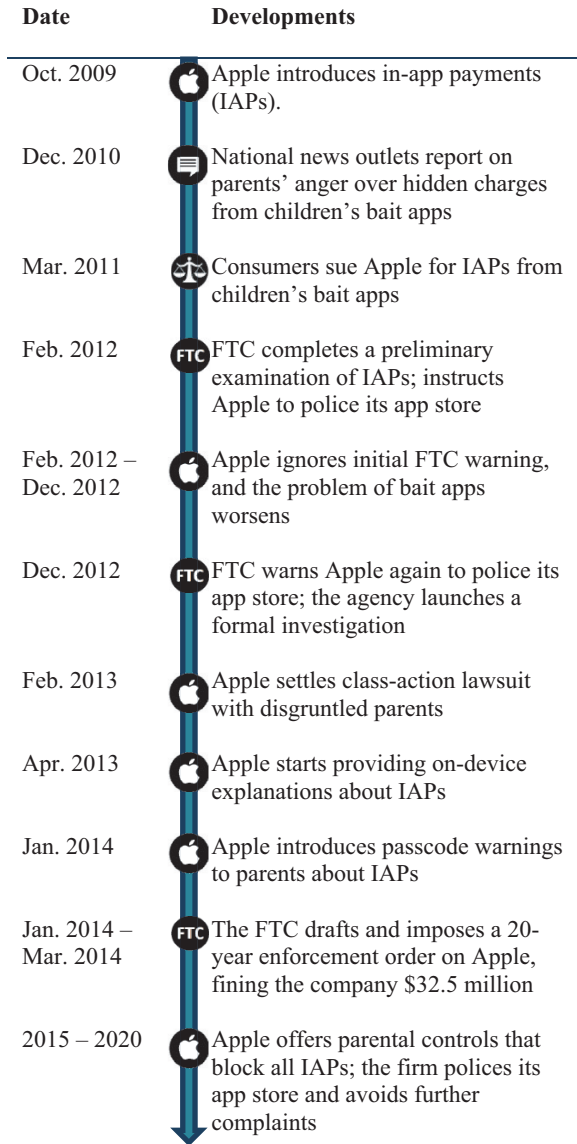 Date Developments
Oct. 2009 Apple introduces in-app payments
(IAPs).
Dec. 2010 National news outlets report on
parents’ anger over hidden charges
from children’s bait apps
Mar. 2011 Consumers sue Apple for IAPs from
children’s bait apps
Feb. 2012 FTC FTC completes a preliminary
examination of IAPs; instructs
Apple to police its app store
Feb. 2012 – Apple ignores initial FTC warning,
Dec. 2012 and the problem of bait apps
worsens
Dec. 2012 FTC FTC warns Apple again to police its
app store; the agency launches a
formal investigation
Feb. 2013 Apple settles class-action lawsuit
with disgruntled parents
Apr. 2013 Apple starts providing on-device
explanations about IAPs
Jan. 2014 Apple introduces passcode warnings
to parents about IAPs
Jan. 2014 – FTC The FTC drafts and imposes a 20-
Mar. 2014 year enforcement order on Apple,
fining the company $32.5 million
2015 – 2020 Apple offers parental controls that
block all IAPs; the firm polices its
app store and avoids further
complaints